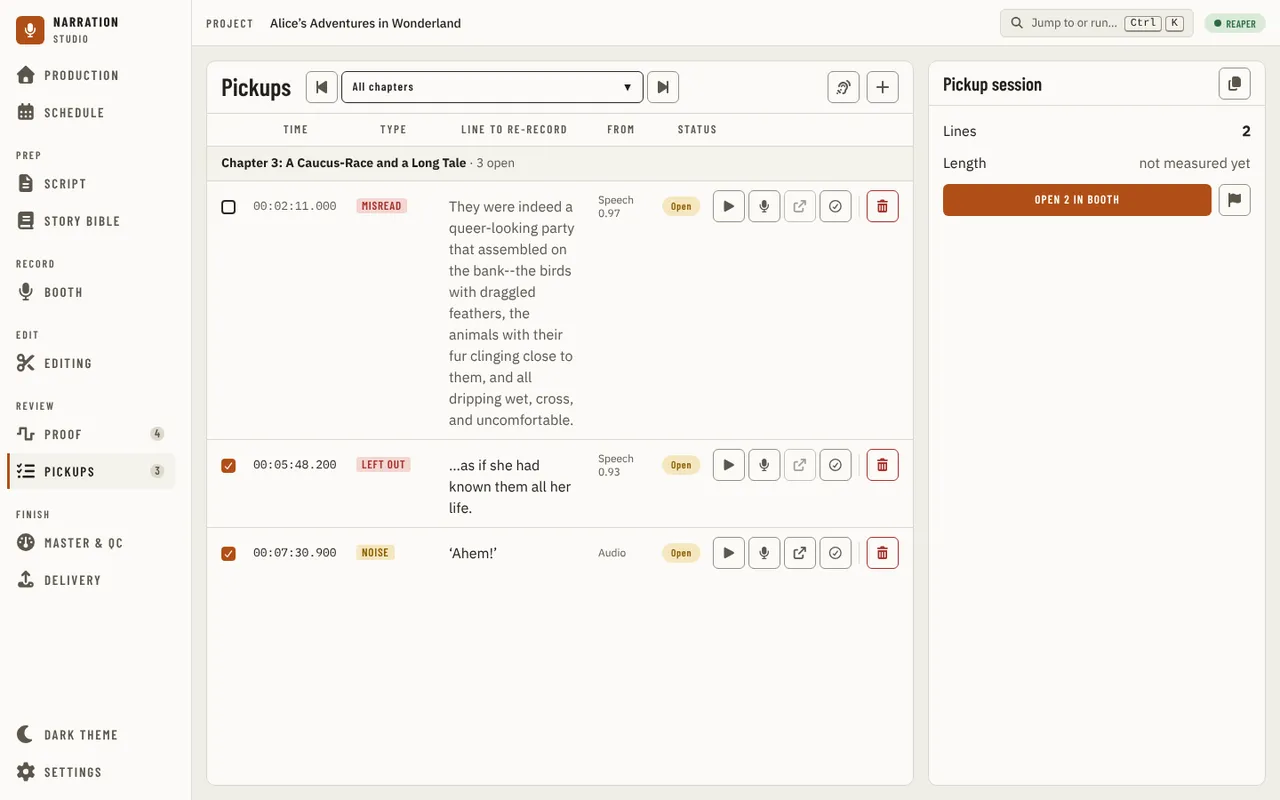 NARRATION
STUDIO
PRODUCTION
SCHEDULE
PREP
SCRIPT
STORY BIBLE
RECORD
BOOTH
EDIT
EDITING
REVIEW
PROOF 4
PICKUPS 3
FINISH
MASTER & QC
DELIVERY
DARK THEME
SETTINGS
PROJECT Alice’s Adventures in Wonderland
Jump to or run... Ctrl K
REAPER
Pickups
All chapters
TIME TYPE LINE TO RE-RECORD FROM STATUS
Chapter 3: A Caucus-Race and a Long Tale · 3 open
00:02:11.000 MISREAD
They were indeed a
queer-looking party
that assembled on
the bank--the birds
with draggled
feathers, the
animals with their
fur clinging close to
them, and all
dripping wet, cross,
and uncomfortable.
Speech
0.97
Open
00:05:48.200 LEFT OUT
...as if she had
known them all her
life.
Speech
0.93
Open
00:07:30.900 NOISE ‘Ahem!’ Audio Open
Pickup session
Lines 2
Length not measured yet
OPEN 2 IN BOOTH